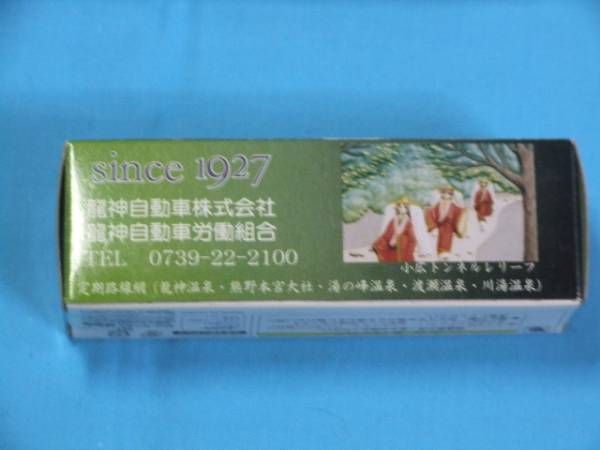 since 1927
龍神自動車株式会社
龍神自動車労働組合
TEL 0739-22-2100
小広トンネルレリーフ
定期路線網(龍神温泉・熊野本宮大社・湯の峰温泉・渡瀬温泉・川湯温泉)